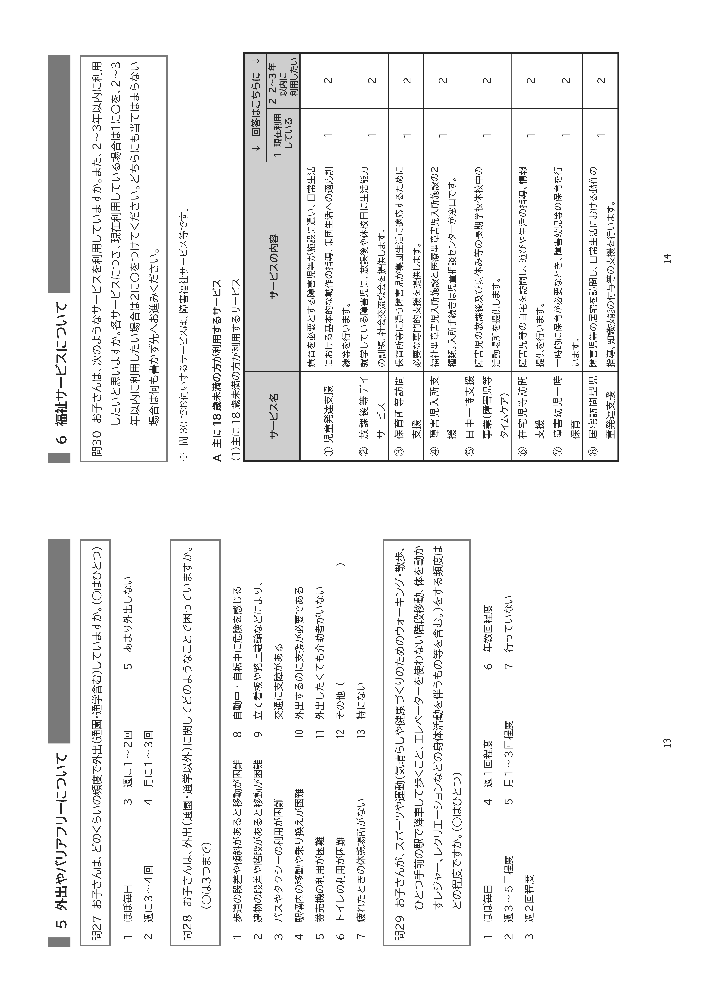 5 外出やバリアフリーについて
問27 お子さんは、どのくらいの頻度で外出（通園・通学含む）していますか。（〇はひとつ）
1 ほぼ毎日
2 週に3～4回
3 週に1～2回
4 月に1～3回
5 あまり外出しない
問28 お子さんは、外出（通園・通学以外）に関してどのようなことで困っていますか。
（〇は3つまで）
1 歩道の段差や傾斜があると移動が困難
2 建物の段差や階段があると移動が困難
3 バスやタクシーの利用が困難
4 駅構内の移動や乗り換えが困難
5 券売機の利用が困難
6 トイレの利用が困難
7 疲れたときの休憩場所がない
8 自動車・自転車に危険を感じる
9 立て看板や路上駐輪などにより、
交通に支障がある
10 外出するのに支援が必要である
11 外出したくても介助者がいない
12 その他（ ）
13 特にない
問29 お子さんが、スポーツや運動（気晴らしや健康づくりのためのウォーキング・散歩、
ひとつ手前の駅で降車して歩くこと、エレベーターを使わない階段移動、体を動か
すレジャー、レクリエーションなどの身体活動を伴うもの等を含む。）をする頻度は
どの程度ですか。（〇はひとつ）
1 ほぼ毎日
2 週3～5回程度
3 週2回程度
4 週1回程度
5 月1～3回程度
6 年数回程度
7 行っていない
13
6 福祉サービスについて
問30 お子さんは、次のようなサービスを利用していますか。また、2～3年以内に利用
したいと思いますか。各サービスにつき、現在利用している場合は1に〇を、2～3
年以内に利用したい場合は2に〇をつけてください。どちらにも当てはまらない
場合は何も書かず先へお進みください。
※ 問30でお伺いするサービスは、障害福祉サービス等です。
A 主に18歳未満の方が利用するサービス
（1）主に18歳未満の方が利用するサービス
サービス名
サービスの内容
↓ 回答はこちらに ↓
1 現在利用
している
2 2～3年
以内に
利用したい
① 児童発達支援
療育を必要とする障害児等が施設に通い、日常生活
における基本的な動作の指導、集団生活への適応訓
練等を行います。
1
2
② 放課後等デイ
サービス
就学している障害児に、放課後や休校日に生活能力
の訓練、社会交流機会を提供します。
1
2
③ 保育所等訪問
支援
保育所等に通う障害児が集団生活に適応するために
必要な専門的支援を提供します。
1
2
④ 障害児入所支
援
福祉型障害児入所施設と医療型障害児入所施設の2
種類。入所手続きは児童相談センターが窓口です。
1
2
⑤ 日中一時支援
事業（障害児等
タイムケア）
障害児の放課後及び夏休み等の長期学校休校中の
活動場所を提供します。
1
2
⑥ 在宅児等訪問
支援
障害児等の自宅を訪問し、遊びや生活の指導、情報
提供を行います。
1
2
⑦ 障害幼児一時
保育
一時的に保育が必要なとき、障害幼児等の保育を行
います。
1
2
⑧ 居宅訪問型児
童発達支援
障害児等の居宅を訪問し、日常生活における動作の
指導、知識技能の付与等の支援を行います。
1
2
14